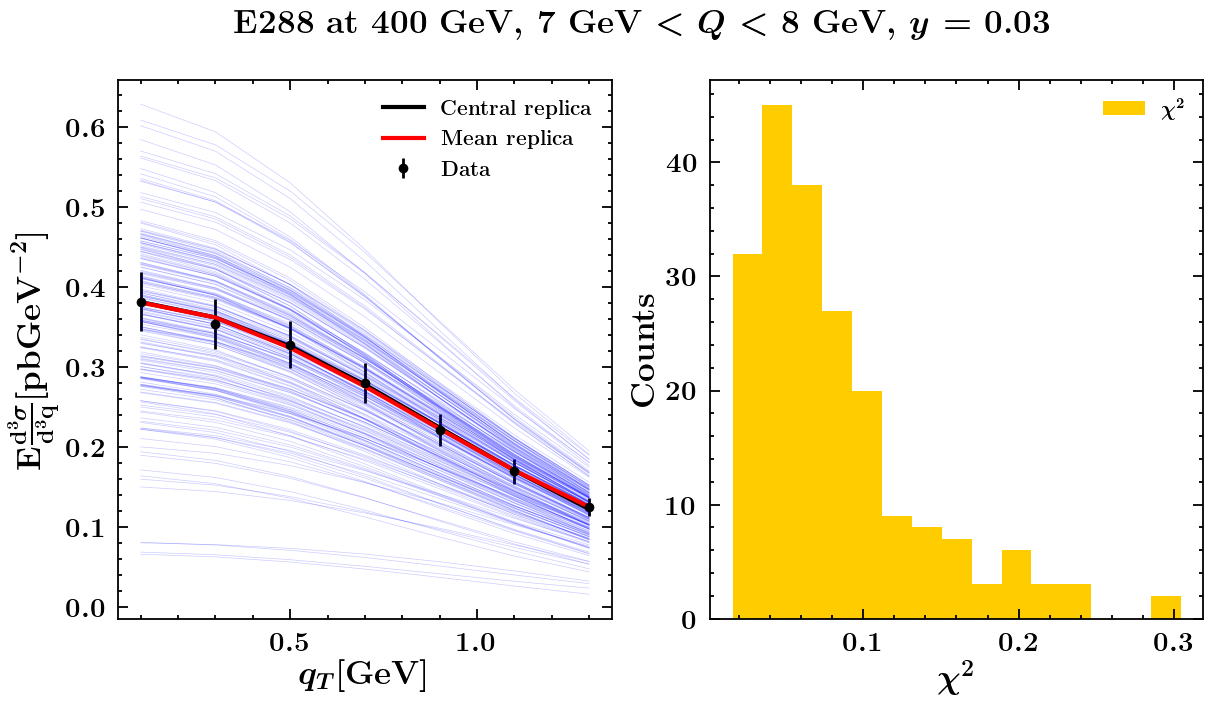 E288 at 400 GeV, 7 GeV < Q < 8 GeV, y = 0.03
E d³σ/d³q [pbGeV⁻²]
0.6
0.5
0.4
0.3
0.2
0.1
0.0
Central replica
Mean replica
Data
0.5 1.0
q_T[GeV]
Counts
40
30
20
10
0
χ²
0.1 0.2 0.3
χ²